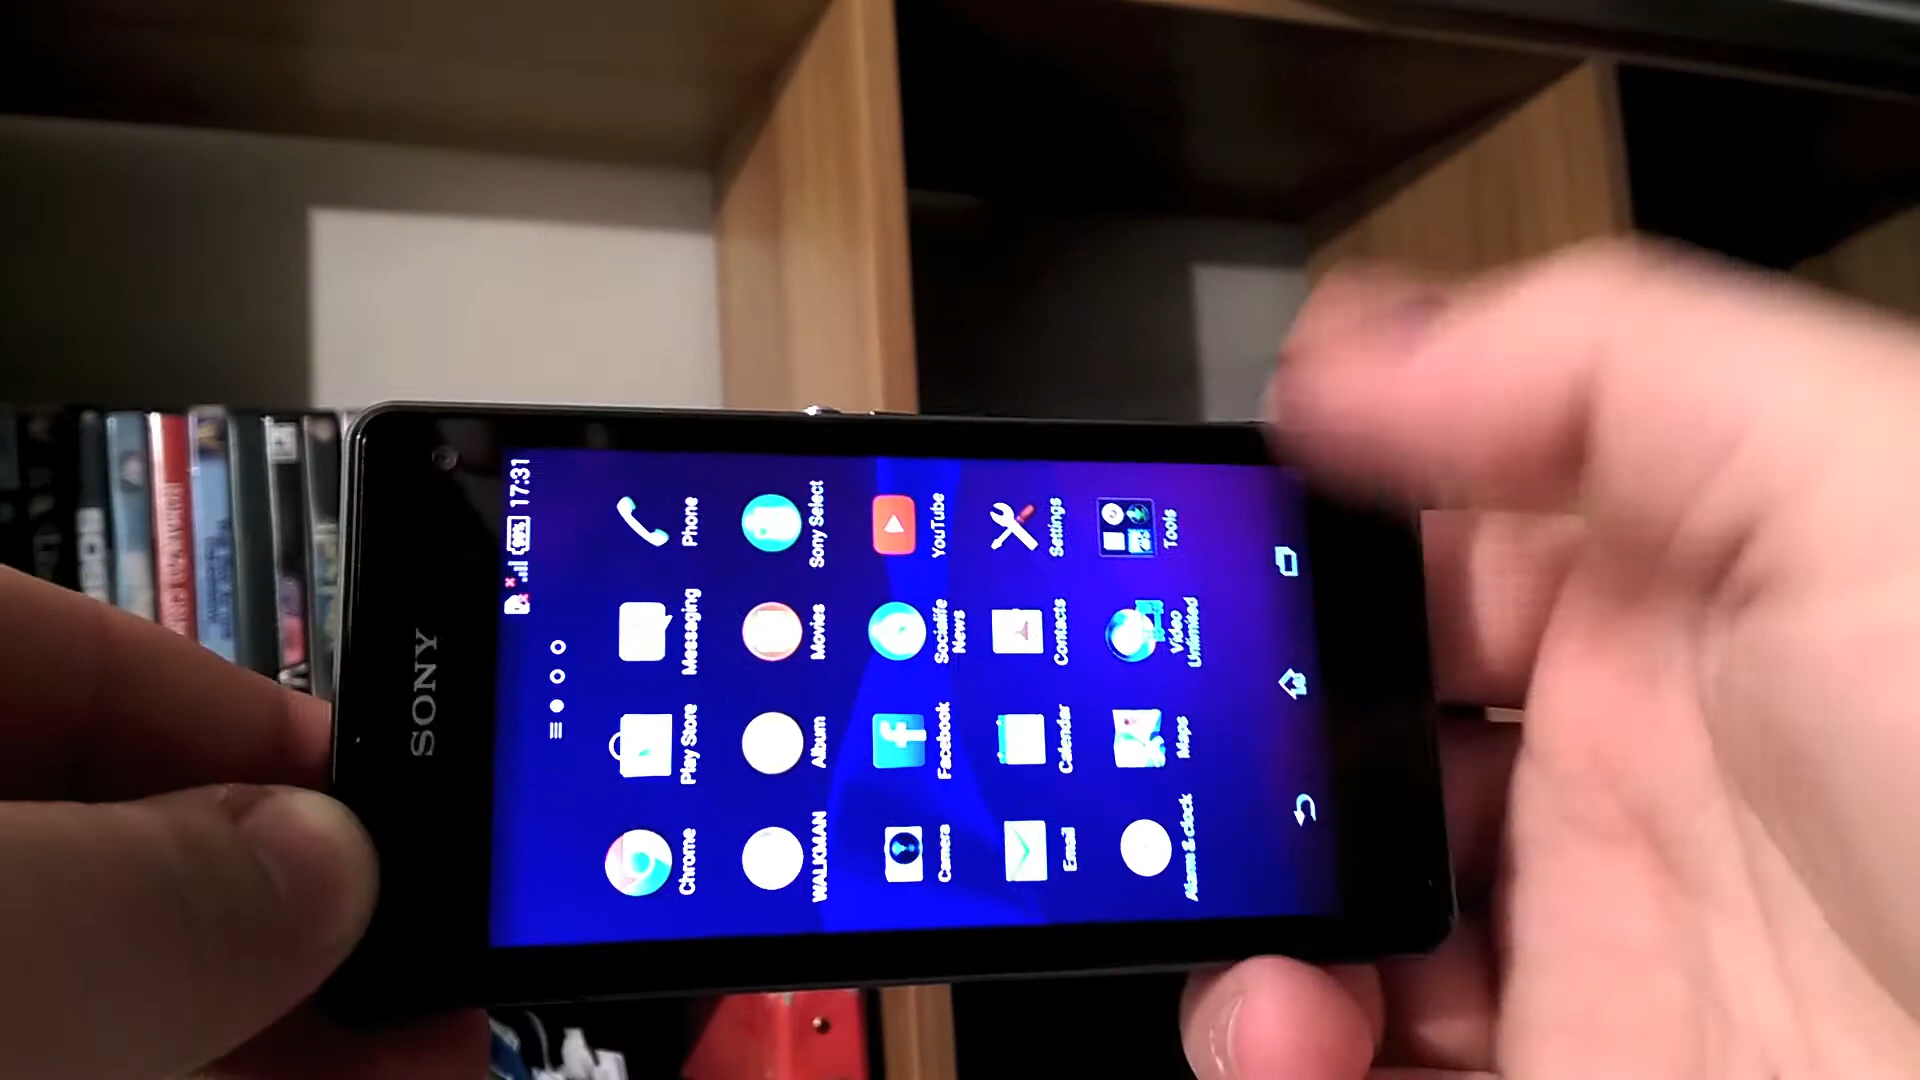 SONY
99% 17:31
Chrome
Play Store
Messaging
Phone
WALKMAN
Album
Movies
Sony Select
Camera
Facebook
Socialife
News
YouTube
Email
Calendar
Contacts
Settings
Alarm & clock
Maps
Video
Unlimited
Tools